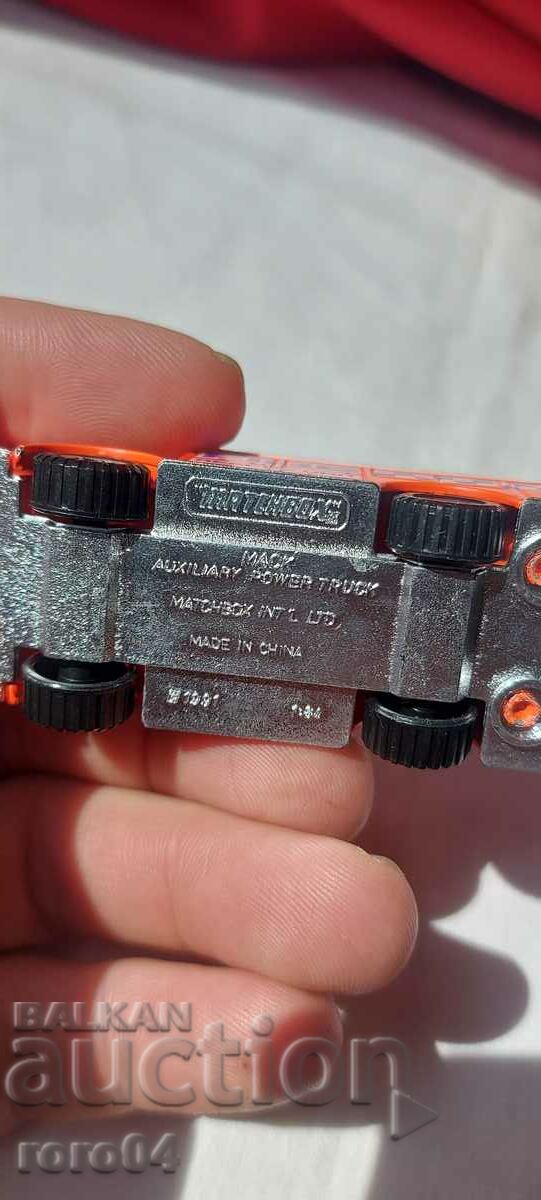 "MATCHBOX"
MACK
AUXILIARY POWER TRUCK
MATCHBOX INT'L LTD
MADE IN CHINA
© 1991 1:84
BALKAN
auction
roro04